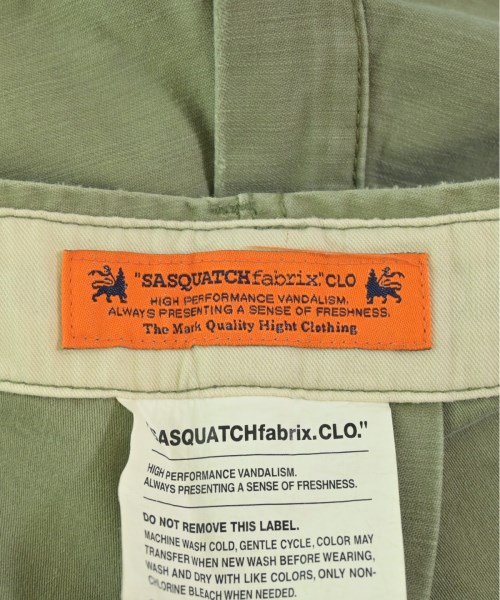 "SASQUATCHfabrix"CLO
HIGH PERFORMANCE VANDALISM.
ALWAYS PRESENTING A SENSE OF FRESHNESS.
The Mark Quality Hight Clothing
"SASQUATCHfabrix.CLO."
HIGH PERFORMANCE VANDALISM.
ALWAYS PRESENTING A SENSE OF FRESHNESS.
DO NOT REMOVE THIS LABEL.
MACHINE WASH COLD, GENTLE CYCLE, COLOR MAY
TRANSFER WHEN NEW WASH BEFORE WEARING,
WASH AND DRY WITH LIKE COLORS, ONLY NON-
CHLORINE BLEACH WHEN NEEDED.